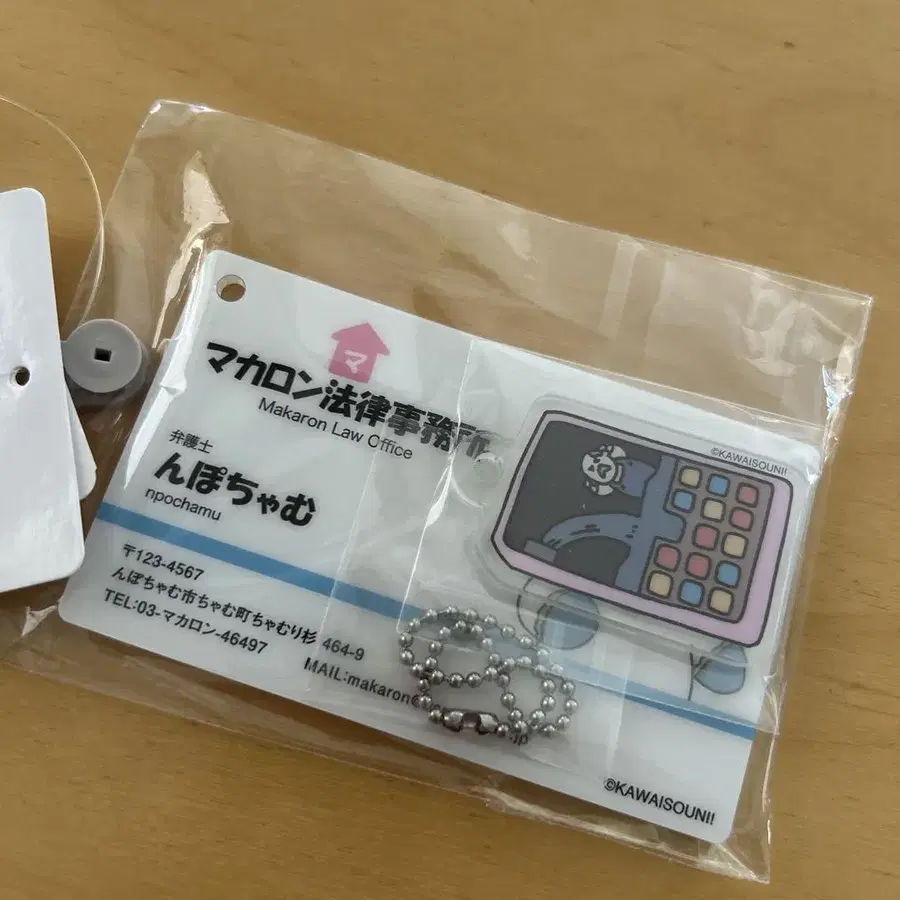 マ
マカロン法律事務所
Makaron Law Office
弁護士
んぽちゃむ
npochamu
〒123-4567
んぽちゃむ市ちゃむ町ちゃむり杉 464-9
TEL:03-マカロン-46497
MAIL:makaron
©KAWAISOUNI!
©KAWAISOUNI!